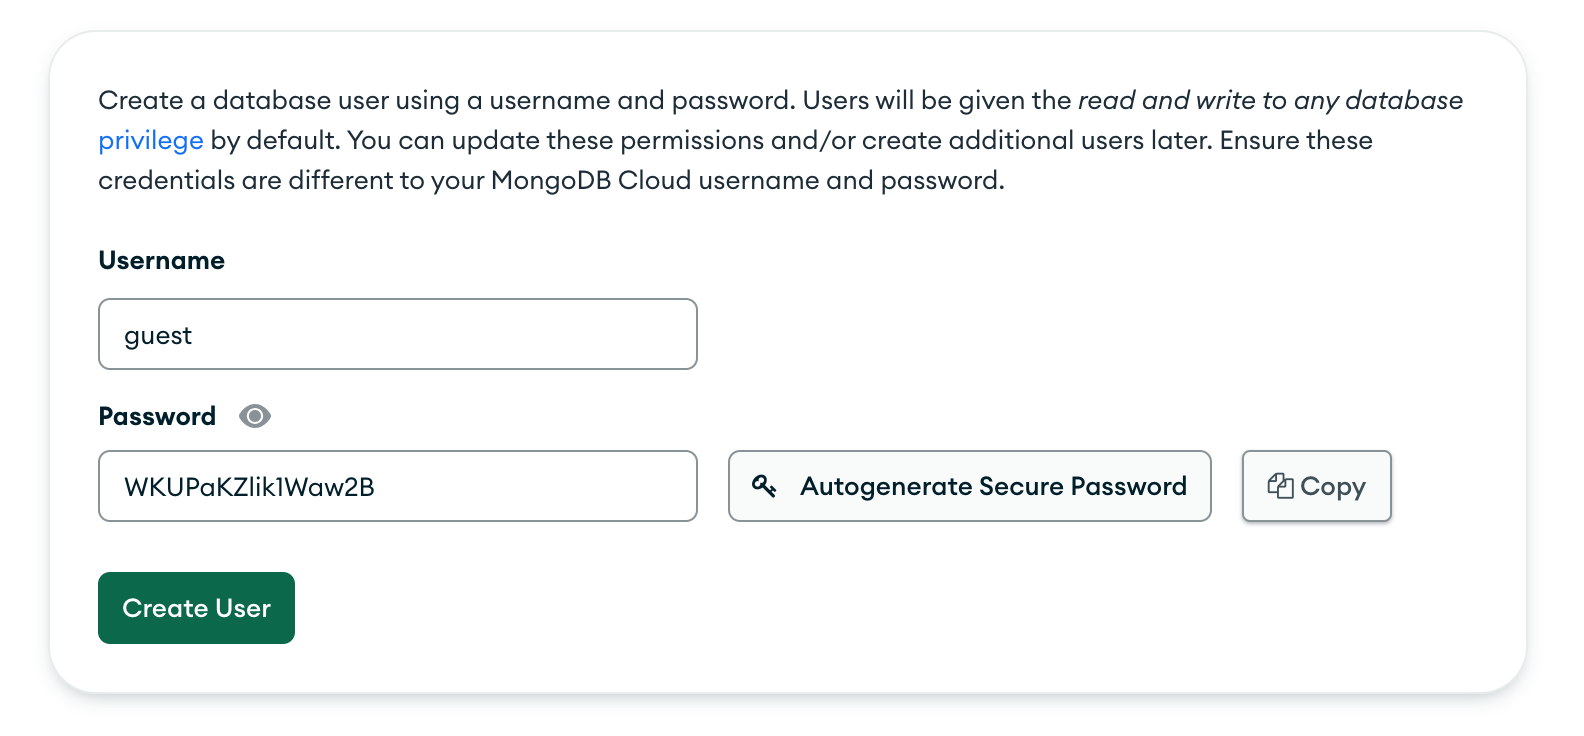 Create a database user using a username and password. Users will be given the read and write to any database
privilege by default. You can update these permissions and/or create additional users later. Ensure these
credentials are different to your MongoDB Cloud username and password.
Username
guest
Password
WKUPaKZlik1Waw2B
Autogenerate Secure Password
Copy
Create User